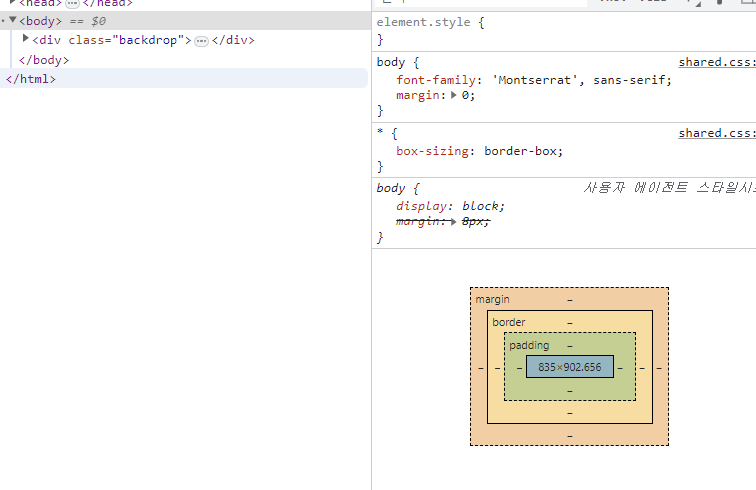 <head> ⋯ </head>
<body> == $0
<div class="backdrop"> ⋯ </div>
</body>
</html>
element.style {
}
body {
shared.css:
font-family: 'Montserrat', sans-serif;
margin: 0;
}
* {
shared.css:
box-sizing: border-box;
}
body {
사용자 에이전트 스타일시
display: block;
margin: 8px;
}
margin –
border –
padding –
– – – 835×902.656 – – –
–
–
–